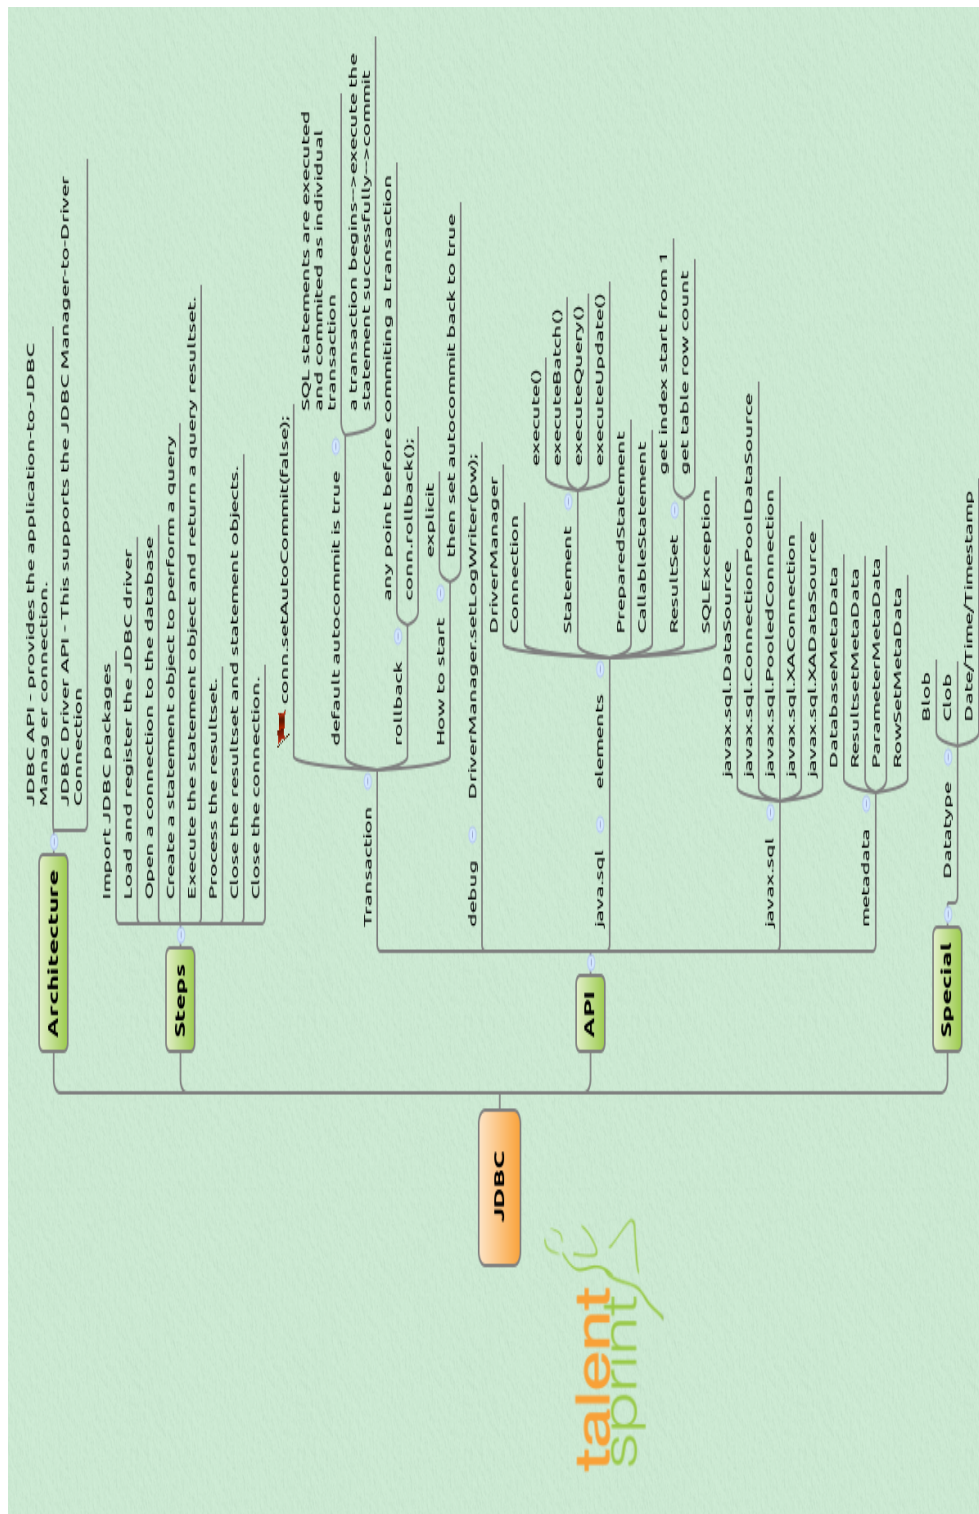 JDBC API - provides the application-to-JDBC
Manag er connection.
JDBC Driver API - This supports the JDBC Manager-to-Driver
Connection
Architecture
Import JDBC packages
Load and register the JDBC driver
Open a connection to the database
Create a statement object to perform a query
Execute the statement object and return a query resultset.
Process the resultset.
Close the resultset and statement objects.
Close the connection.
Steps
conn.setAutoCommit(false);
SQL statements are executed
and commited as individual
transaction
default autocommit is true
a transaction begins-->execute the
statement successfully-->commit
Transaction
any point before commiting a transaction
rollback
conn.rollback();
explicit
How to start
then set autocommit back to true
debug
DriverManager.setLogWriter(pw);
DriverManager
Connection
execute()
executeBatch()
Statement
executeQuery()
executeUpdate()
java.sql
elements
PreparedStatement
CallableStatement
get index start from 1
ResultSet
get table row count
SQLException
API
javax.sql.DataSource
javax.sql.ConnectionPoolDataSource
javax.sql
javax.sql.PooledConnection
javax.sql.XAConnection
javax.sql.XADataSource
DatabaseMetaData
ResultsetMetaData
metadata
ParameterMetaData
RowSetMetaData
Blob
Special
Datatype
Clob
Date/Time/Timestamp
JDBC
talent
sprint